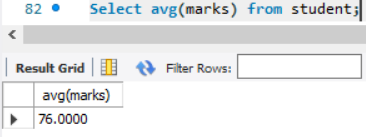 82 Select avg(marks) from student;
Result Grid Filter Rows:
avg(marks)
76.0000